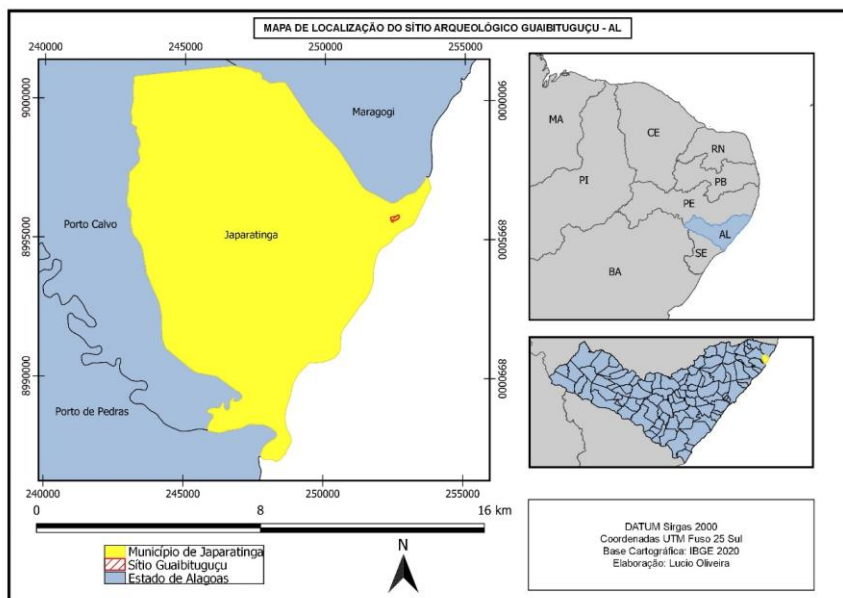 MAPA DE LOCALIZAÇÃO DO SÍTIO ARQUEOLÓGICO GUAIBITUGUÇU - AL
240000 245000 250000 255000
9000000
8995000
8990000
9000000
8995000
8990000
Maragogi
Porto Calvo
Japaratinga
Porto de Pedras
240000 245000 250000 255000
0 8 16 km
Município de Japaratinga
Sítio Guaibituguçu
Estado de Alagoas
N
MA
CE
RN
PB
PI
PE
AL
SE
BA
DATUM Sirgas 2000
Coordenadas UTM Fuso 25 Sul
Base Cartográfica: IBGE 2020
Elaboração: Lucio Oliveira